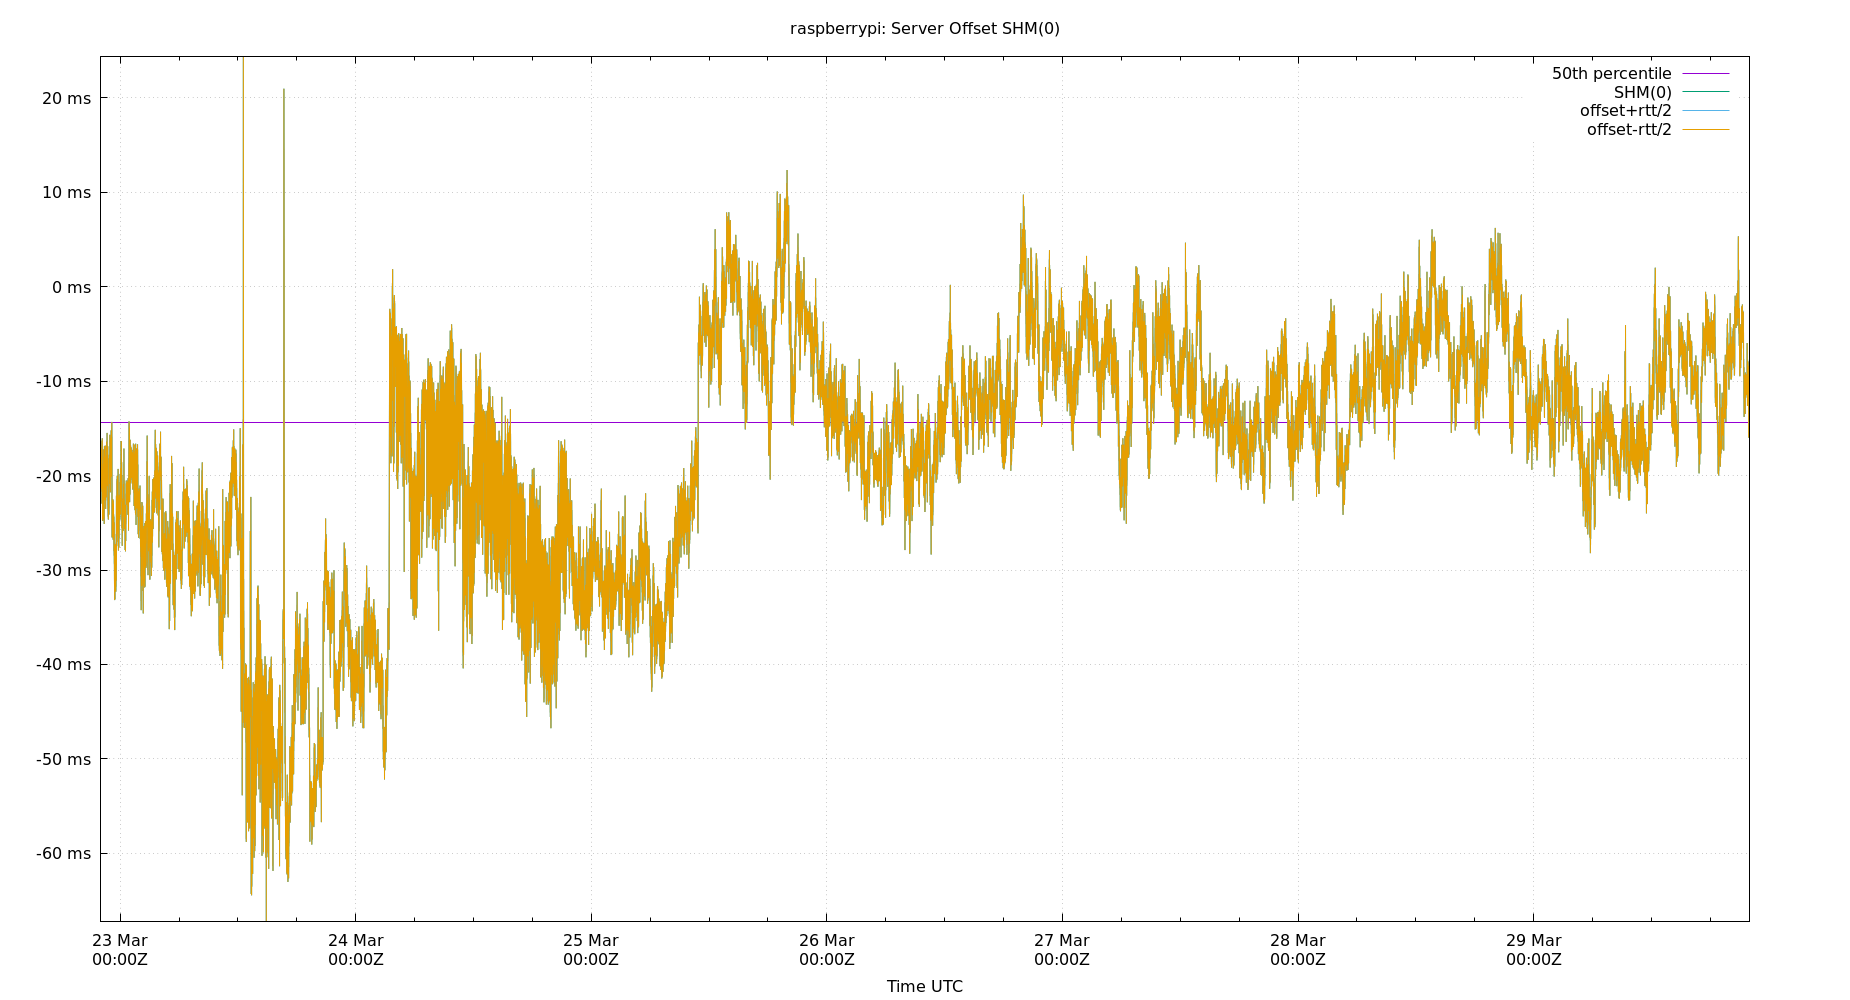 raspberrypi: Server Offset SHM(0)
50th percentile
SHM(0)
offset+rtt/2
offset-rtt/2
20 ms
10 ms
0 ms
-10 ms
-20 ms
-30 ms
-40 ms
-50 ms
-60 ms
23 Mar 24 Mar 25 Mar 26 Mar 27 Mar 28 Mar 29 Mar
00:00Z 00:00Z 00:00Z 00:00Z 00:00Z 00:00Z 00:00Z
Time UTC